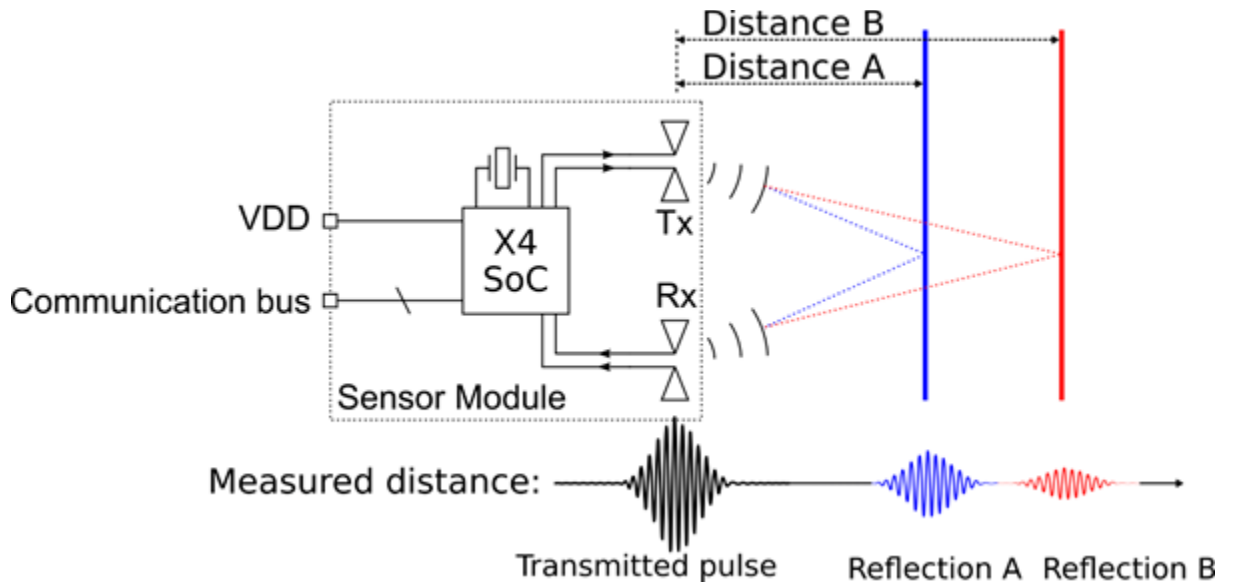 Distance B
Distance A
VDD
X4
SoC
Tx
Communication bus
Rx
Sensor Module
Measured distance:
Transmitted pulse
Reflection A
Reflection B